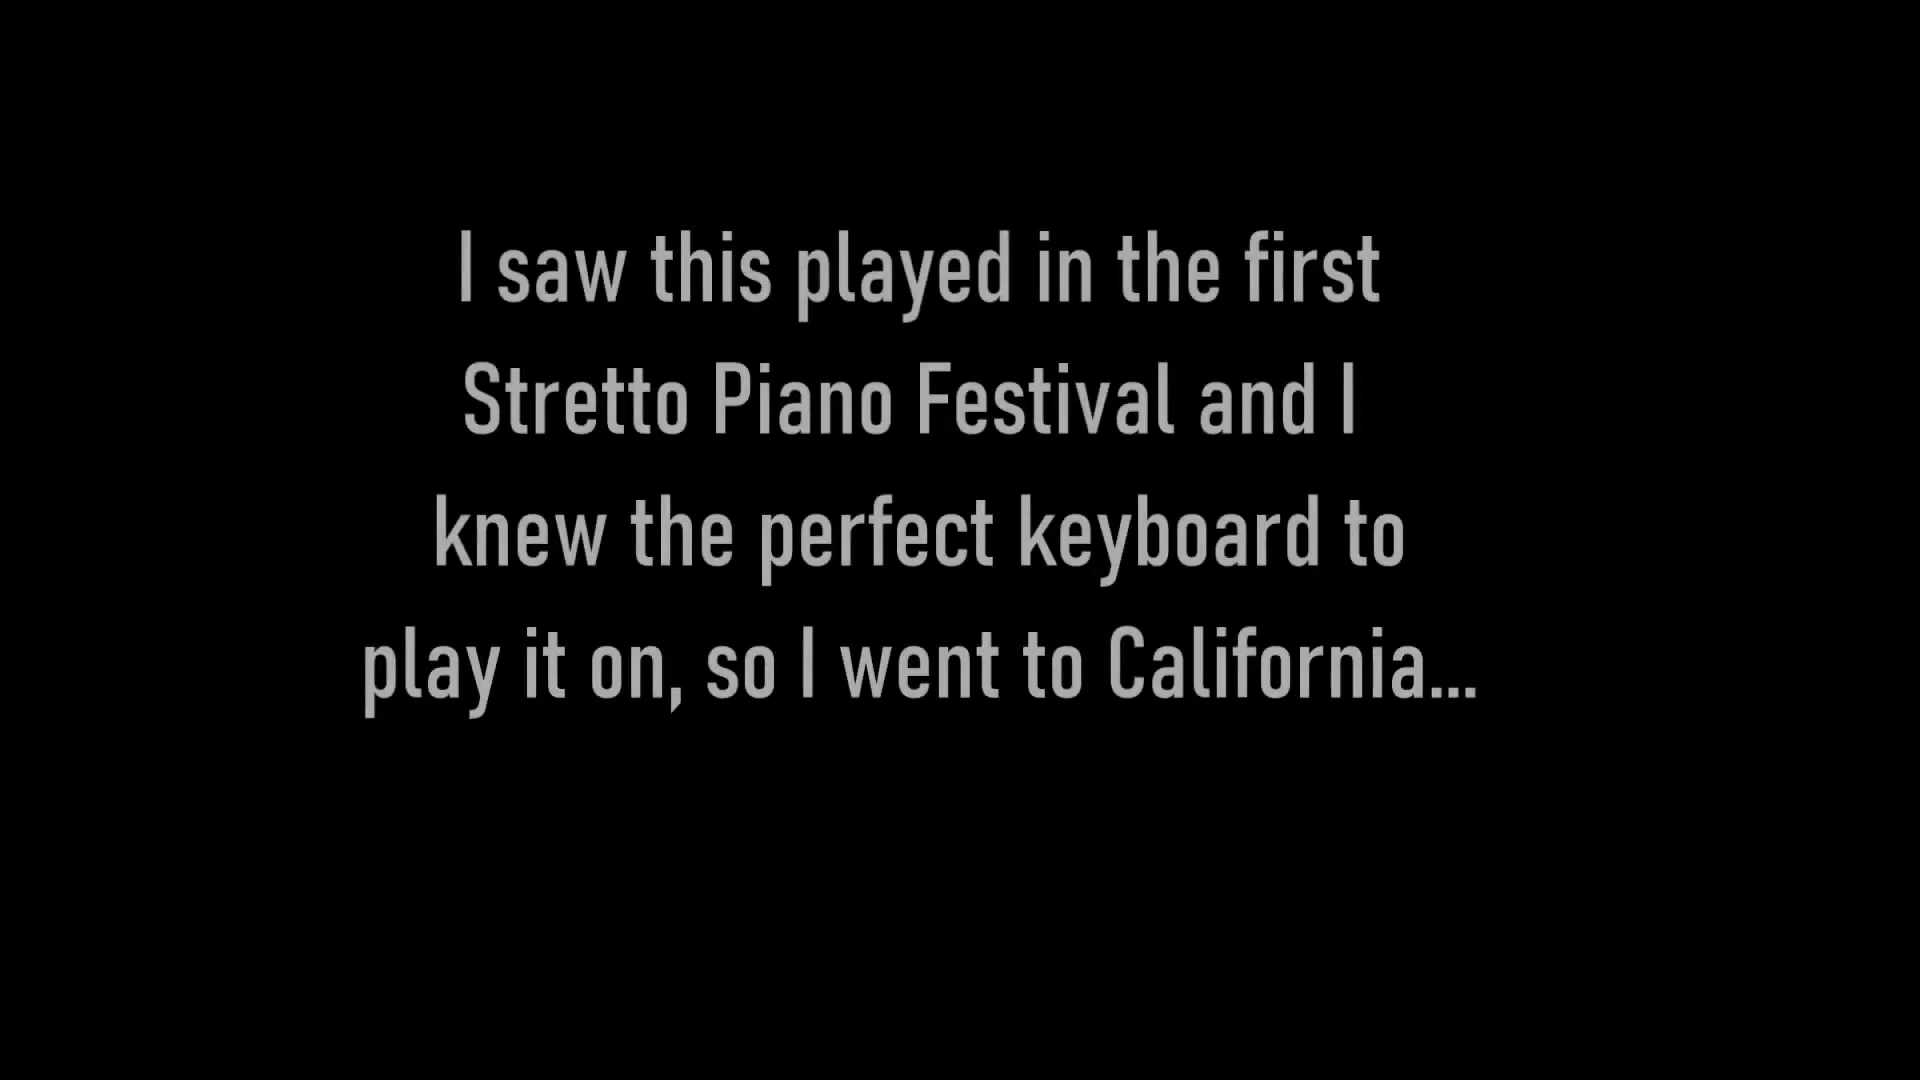 I saw this played in the first
Stretto Piano Festival and I
knew the perfect keyboard to
play it on, so I went to California...